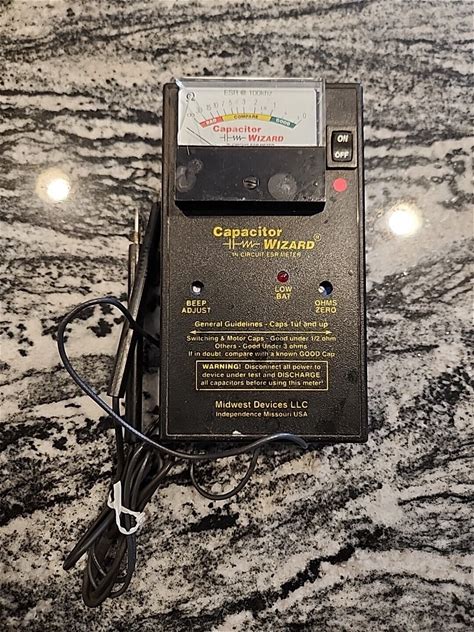 Ω
ESR @ 100khz
BAD
COMPARE
GOOD
Capacitor
WIZARD
ON
OFF
Capacitor
WIZARD®
IN CIRCUIT ESR METER
BEEP
ADJUST
LOW
BAT
OHMS
ZERO
General Guidelines - Caps 1uf and up
Switching & Motor Caps - Good under 1/2 ohm
Others - Good Under 3 ohms
If in doubt, compare with a known GOOD Cap
WARNING! Disconnect all power to
device under test and DISCHARGE
all capacitors before using this meter!
Midwest Devices LLC
Independence Missouri USA